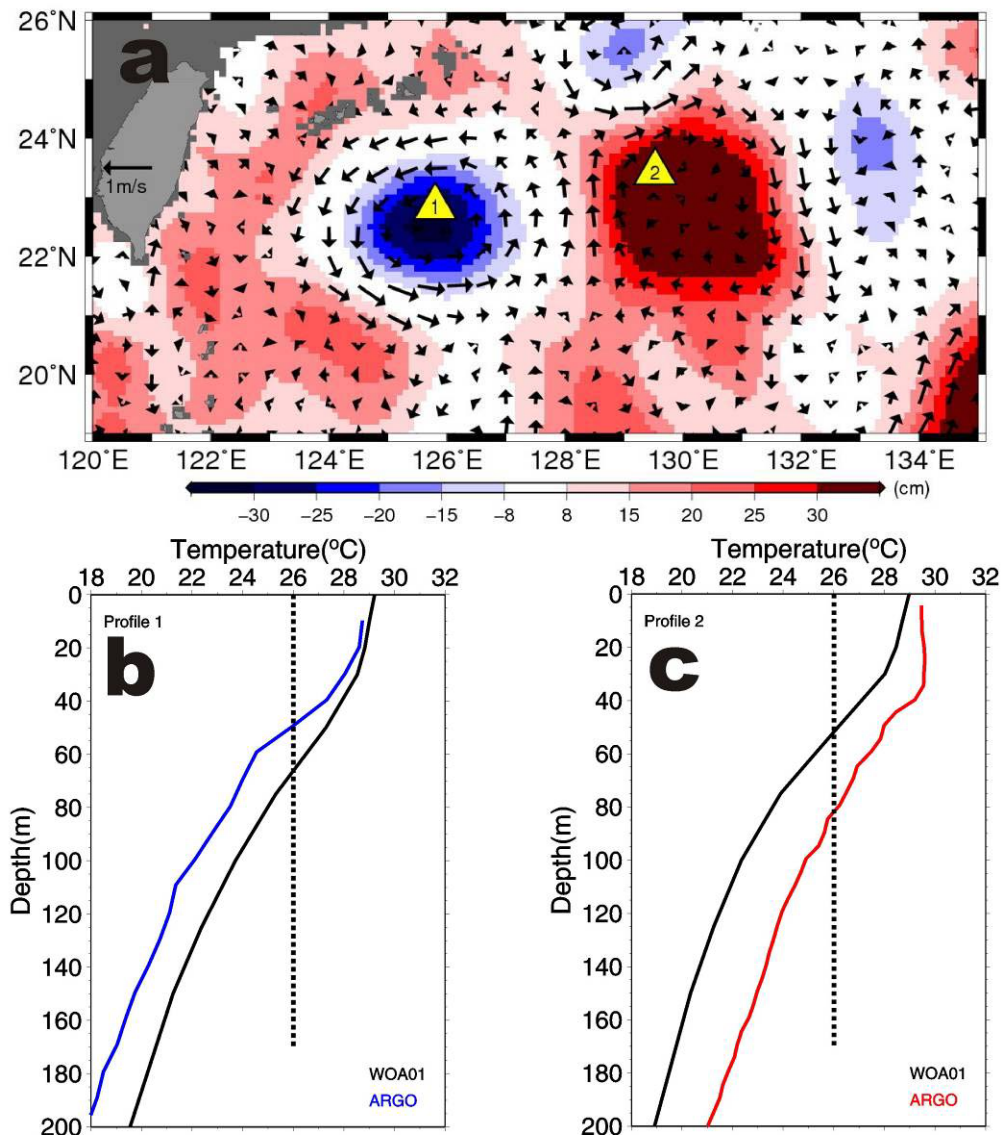 a
26°N
24°N
22°N
20°N
1m/s
1
2
120°E 122°E 124°E 126°E 128°E 130°E 132°E 134°E
−30 −25 −20 −15 −8 8 15 20 25 30 (cm)
Temperature(°C)
18 20 22 24 26 28 30 32
Depth(m)
0
20
40
60
80
100
120
140
160
180
200
Profile 1
b
WOA01
ARGO
Temperature(°C)
18 20 22 24 26 28 30 32
Depth(m)
0
20
40
60
80
100
120
140
160
180
200
Profile 2
c
WOA01
ARGO